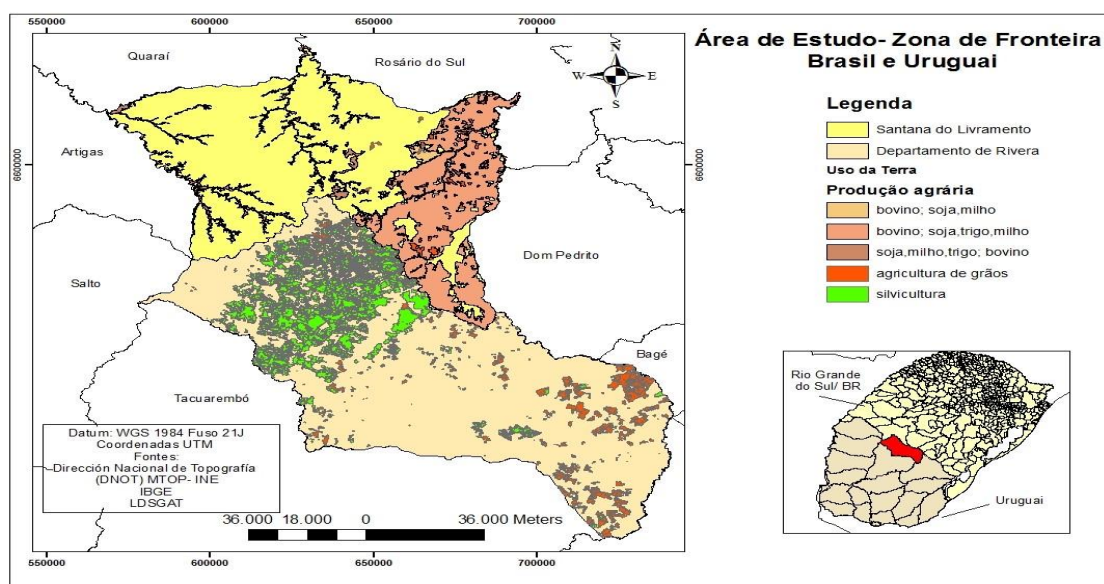 550000
600000
650000
700000
Quaraí
Rosário do Sul
N
W
E
S
Artigas
6600000
6600000
Salto
Dom Pedrito
Bagé
Tacuarembó
Datum: WGS 1984 Fuso 21J
Coordenadas UTM
Fontes:
Dirección Nacional de Topografía
(DNOT) MTOP- INE
IBGE
LDSGAT
36.000 18.000 0 36.000 Meters
550000
600000
650000
700000
Área de Estudo- Zona de Fronteira
Brasil e Uruguai
Legenda
Santana do Livramento
Departamento de Rivera
Uso da Terra
Produção agrária
bovino; soja,milho
bovino; soja,trigo,milho
soja,milho,trigo; bovino
agricultura de grãos
silvicultura
Rio Grande
do Sul/ BR
Uruguai